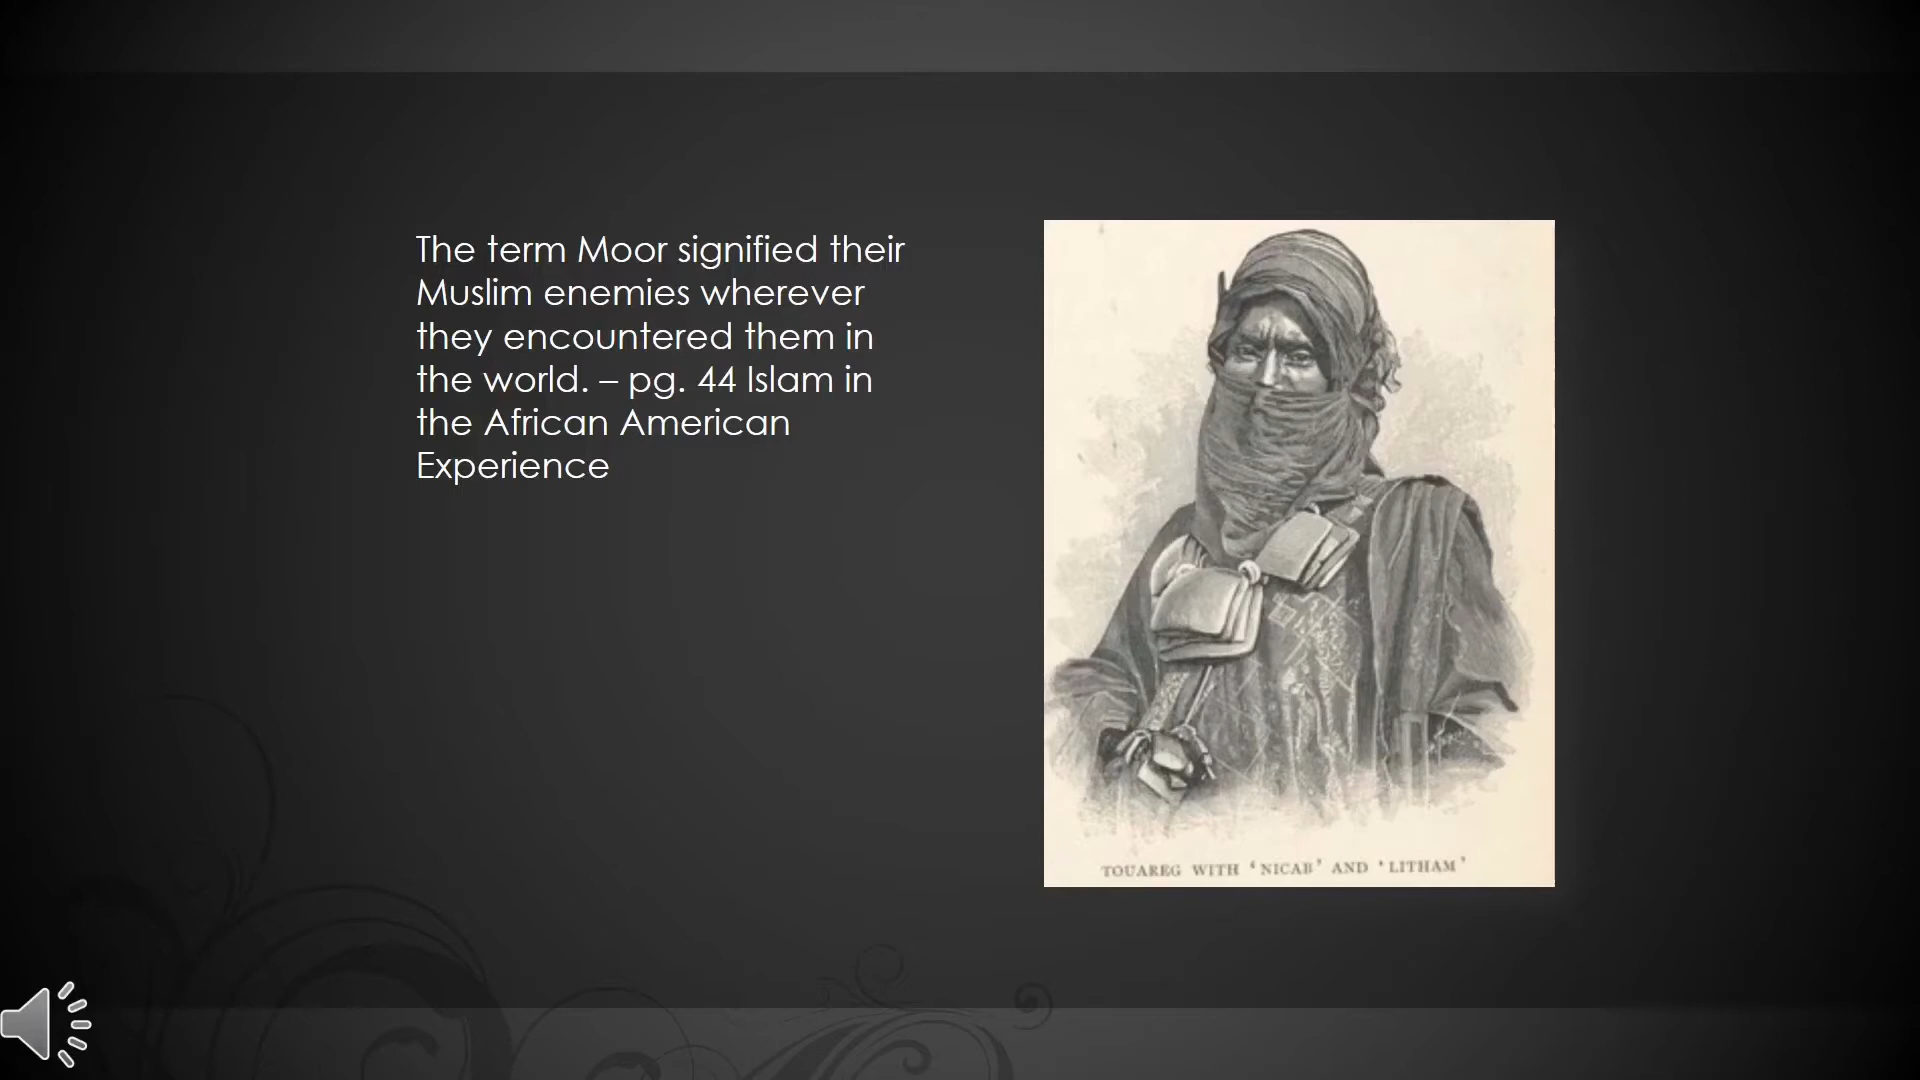 The term Moor signified their
Muslim enemies wherever
they encountered them in
the world. – pg. 44 Islam in
the African American
Experience
TOUAREG WITH ‘NICAB’ AND ‘LITHAM’